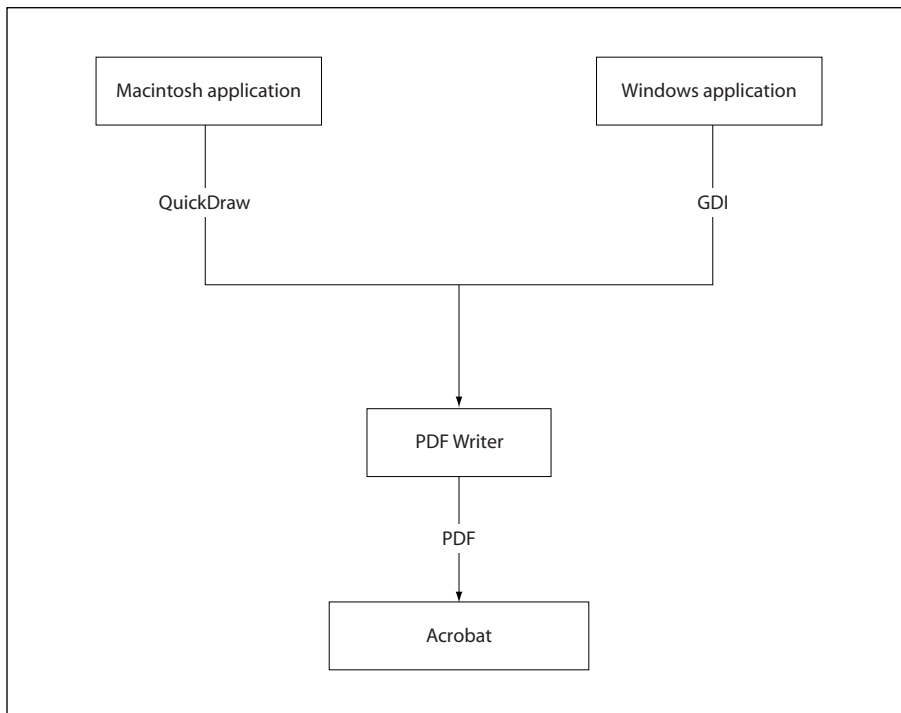 Macintosh application
Windows application
QuickDraw
GDI
PDF Writer
PDF
Acrobat